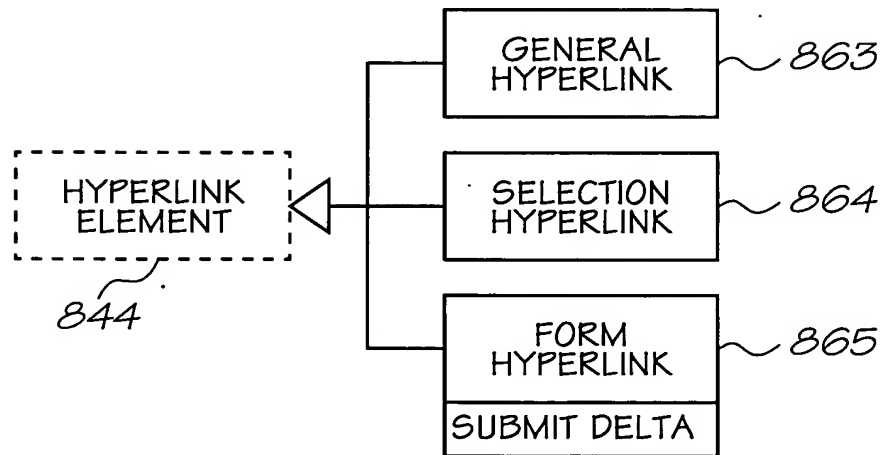 GENERAL
HYPERLINK
863
HYPERLINK
ELEMENT
844
SELECTION
HYPERLINK
864
FORM
HYPERLINK
865
SUBMIT DELTA